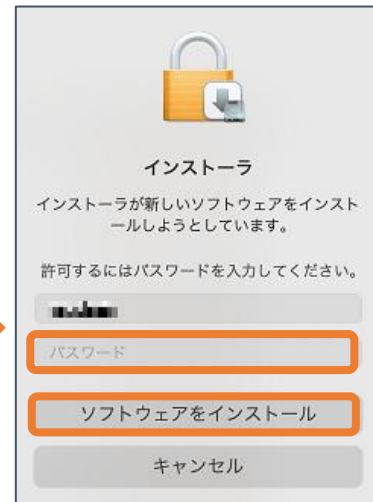 インストーラ
インストーラが新しいソフトウェアをインスト
ールしようとしています。
許可するにはパスワードを入力してください。
パスワード
ソフトウェアをインストール
キャンセル